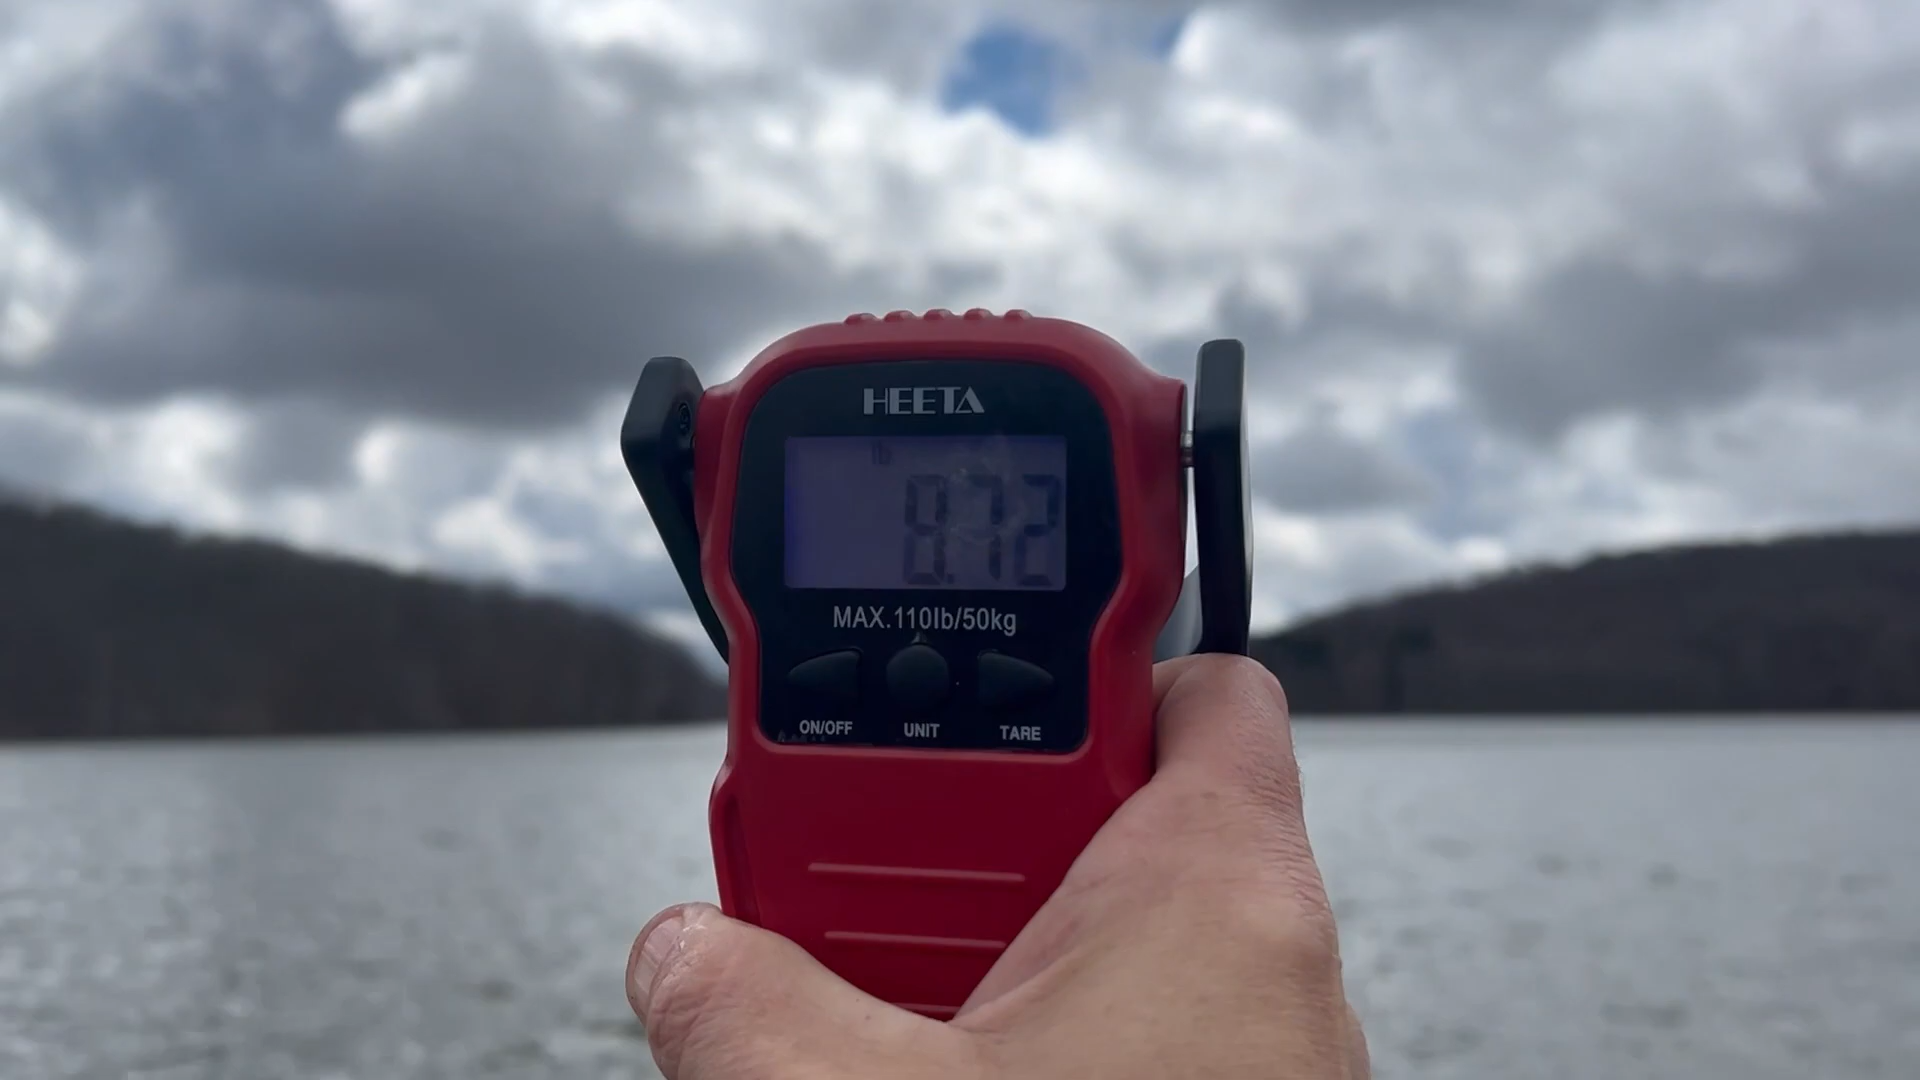 HEETA
lb
8.72
MAX.110lb/50kg
ON/OFF UNIT TARE